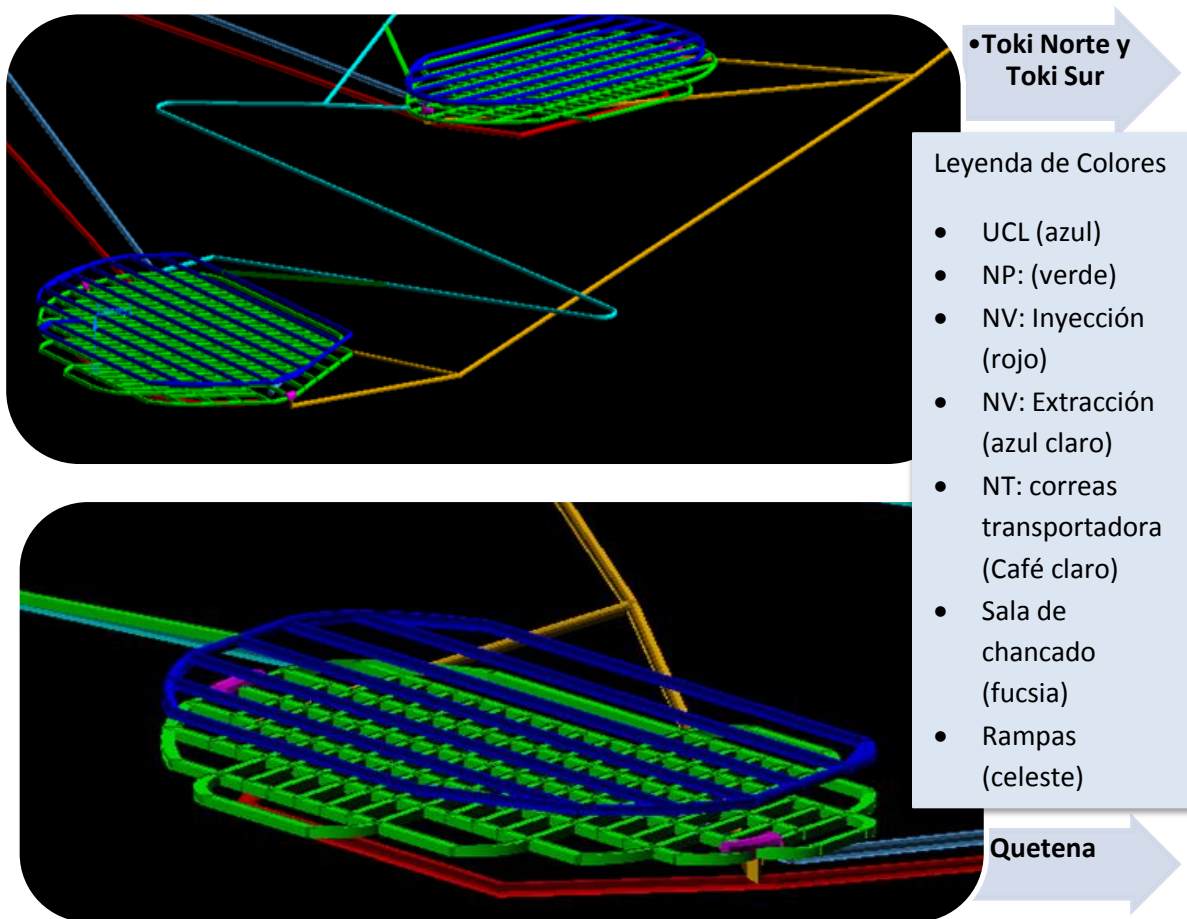 •Toki Norte y
Toki Sur
Leyenda de Colores
• UCL (azul)
• NP: (verde)
• NV: Inyección
(rojo)
• NV: Extracción
(azul claro)
• NT: correas
transportadora
(Café claro)
• Sala de
chancado
(fucsia)
• Rampas
(celeste)
Quetena